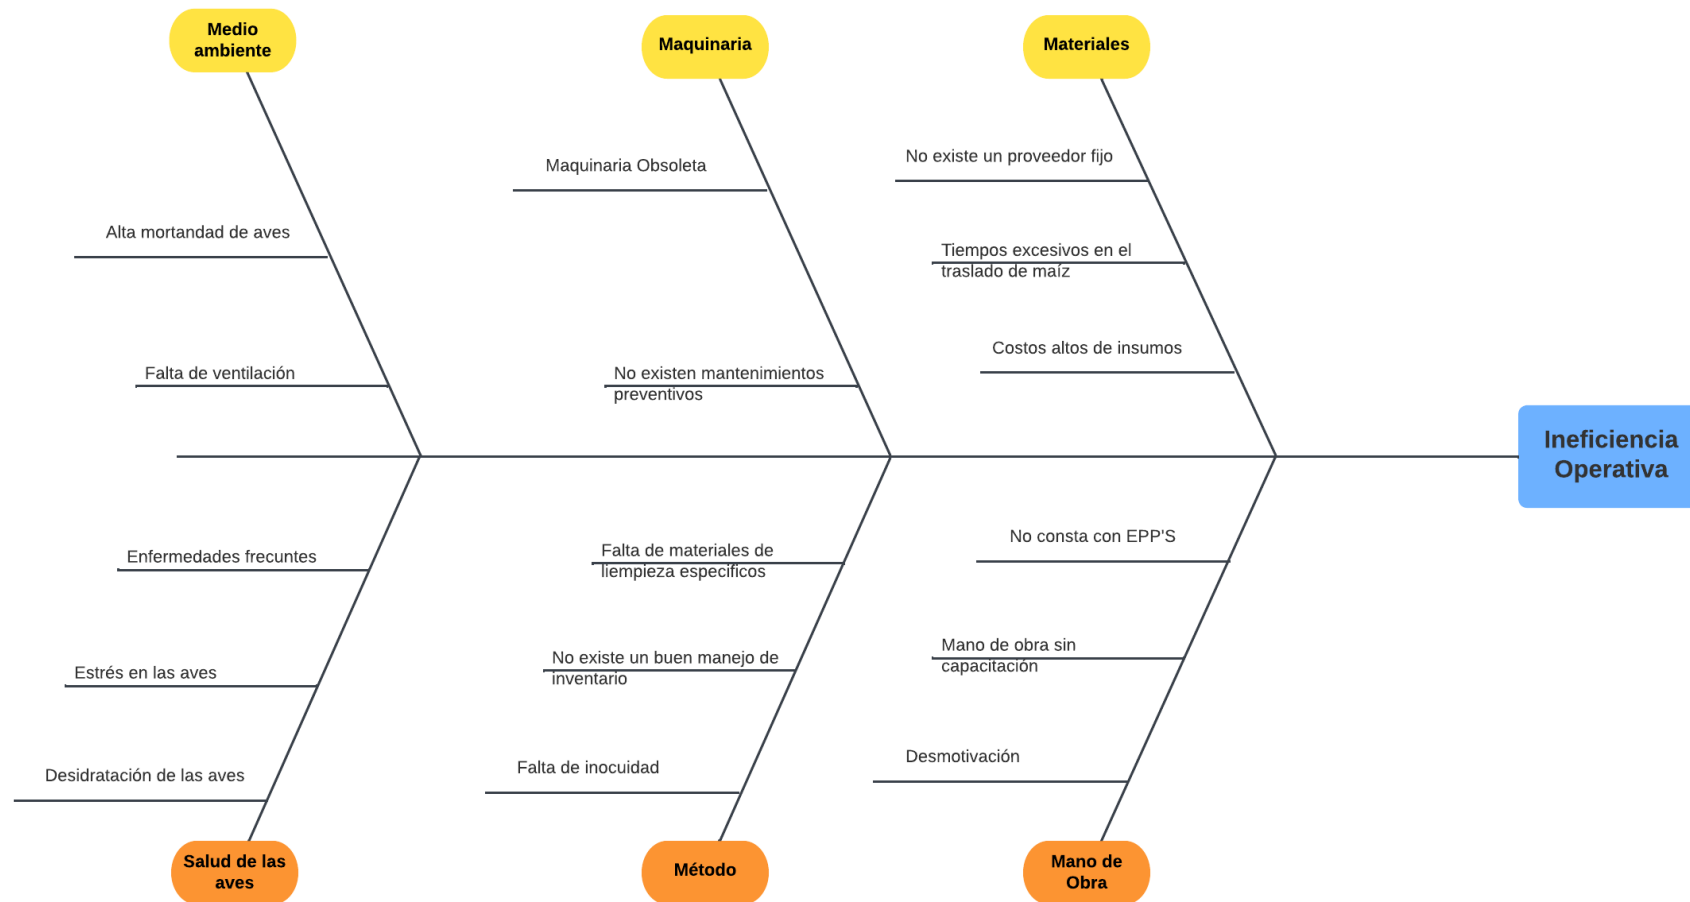 Medio
ambiente
Maquinaria
Materiales
Maquinaria Obsoleta
No existe un proveedor fijo
Alta mortandad de aves
Tiempos excesivos en el
traslado de maíz
Costos altos de insumos
Falta de ventilación
No existen mantenimientos
preventivos
Ineficiencia
Operativa
Enfermedades frecuntes
Falta de materiales de
liempieza especificos
No consta con EPP'S
Estrés en las aves
No existe un buen manejo de
inventario
Mano de obra sin
capacitación
Desidratación de las aves
Falta de inocuidad
Desmotivación
Salud de las
aves
Método
Mano de
Obra